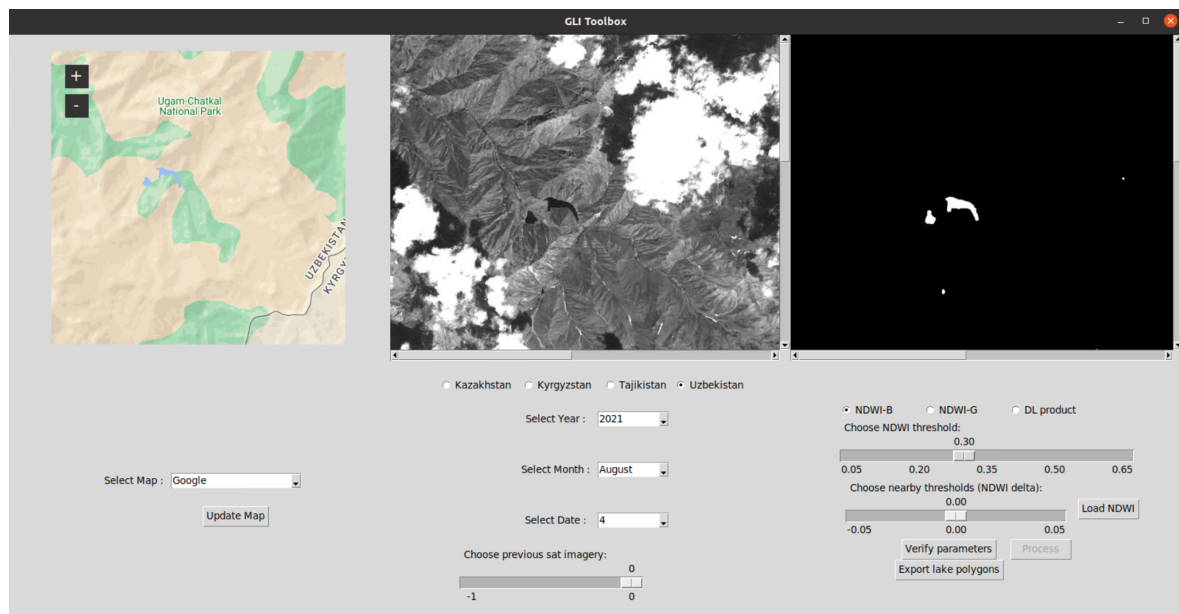 GLI Toolbox
+
-
Ugam-Chatkal
National Park
UZBEKISTAN
KYRGY
Kazakhstan Kyrgyzstan Tajikistan Uzbekistan
Select Year : 2021
Select Month : August
Select Date : 4
Choose previous sat imagery:
0
-1 0
Select Map : Google
Update Map
NDWI-B NDWI-G DL product
Choose NDWI threshold:
0.30
0.05 0.20 0.35 0.50 0.65
Choose nearby thresholds (NDWI delta):
0.00
-0.05 0.00 0.05
Load NDWI
Verify parameters Process
Export lake polygons